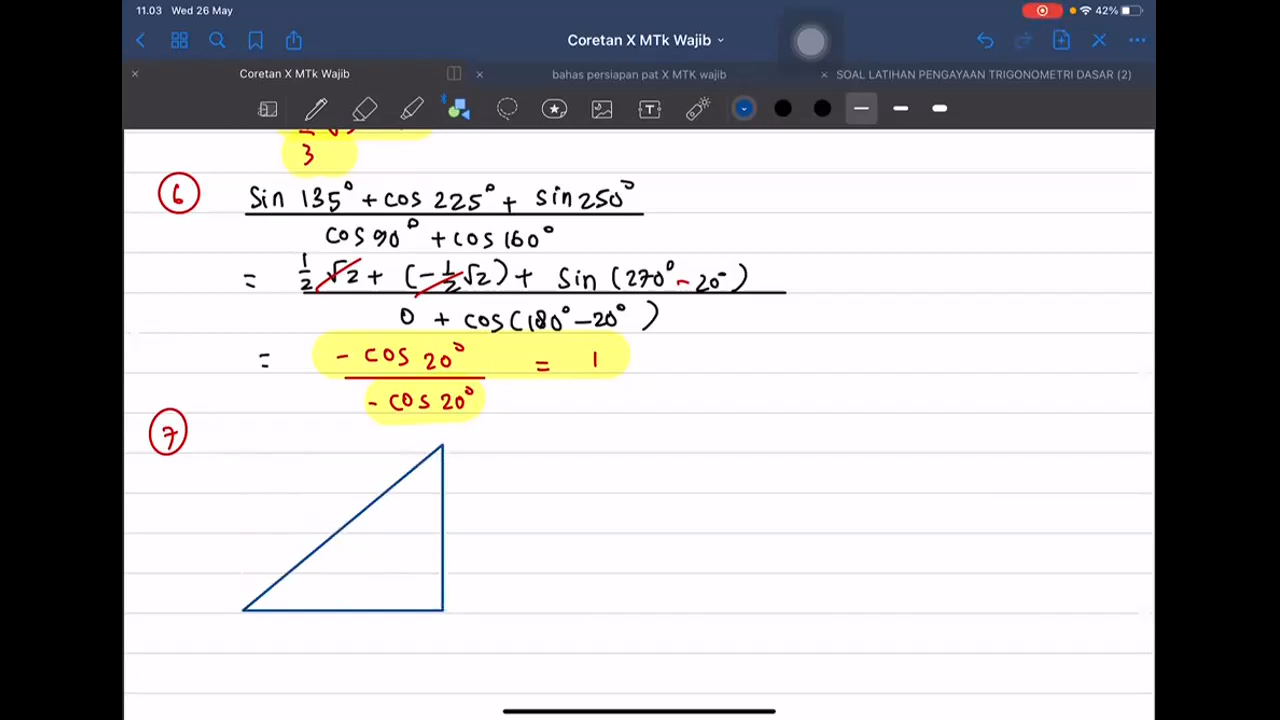 11.03 Wed 26 May
42%
Coretan X MTk Wajib
Coretan X MTk Wajib
bahas persiapan pat X MTK wajib
SOAL LATIHAN PENGAYAAN TRIGONOMETRI DASAR (2)
3
6
sin 135° + cos 225° + sin 250°
cos 90° + cos 160°
= 1/2 √2 + (-1/2 √2) + sin (270° - 20°)
0 + cos (180° - 20°)
= - cos 20° = 1
- cos 20°
7